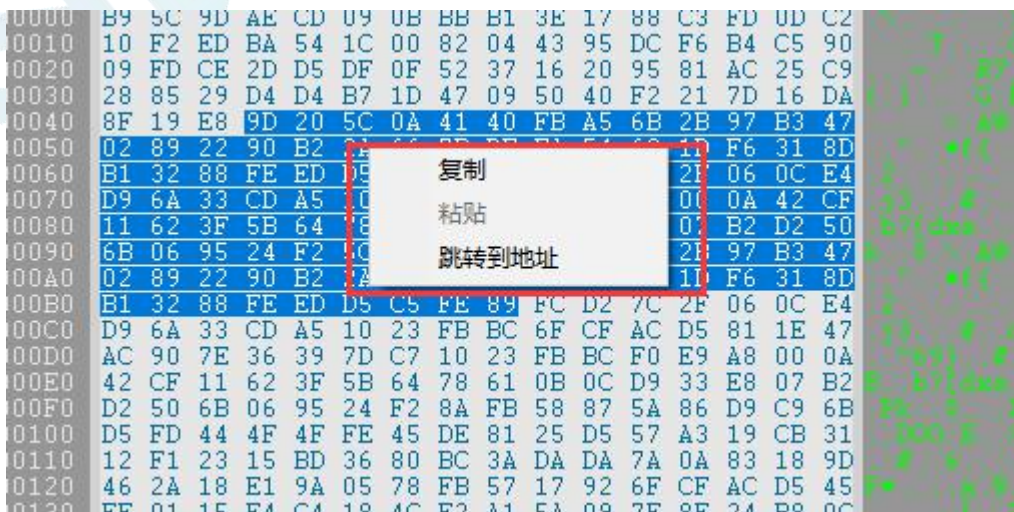 0000 B9 5C 9D AE CD 09 0B BB B1 3E 17 88 C3 FD 0D C2
0010 10 F2 ED BA 54 1C 00 82 04 43 95 DC F6 B4 C5 90
0020 09 FD CE 2D D5 DF 0F 52 37 16 20 95 81 AC 25 C9
0030 28 85 29 D4 D4 B7 1D 47 09 50 40 F2 21 7D 16 DA
0040 8F 19 E8 9D 20 5C 0A 41 40 FB A5 6B 2B 97 B3 47
0050 02 89 22 90 B2 F6 31 8D
0060 B1 32 88 FE ED D5 2F 06 0C E4
0070 D9 6A 33 CD A5 00 0A 42 CF
0080 11 62 3F 5B 64 07 B2 D2 50
0090 6B 06 95 24 F2 97 B3 47
00A0 02 89 22 90 B2 1D F6 31 8D
00B0 B1 32 88 FE ED D5 C5 FE 89 FC D2 7C 2F 06 0C E4
00C0 D9 6A 33 CD A5 10 23 FB BC 6F CF AC D5 81 1E 47
00D0 AC 90 7E 36 39 7D C7 10 23 FB BC F0 E9 A8 00 0A
00E0 42 CF 11 62 3F 5B 64 78 61 0B 0C D9 33 E8 07 B2
00F0 D2 50 6B 06 95 24 F2 8A FB 58 87 5A 86 D9 C9 6B
0100 D5 FD 44 4F 4F FE 45 DE 81 25 D5 57 A3 19 CB 31
0110 12 F1 23 15 BD 36 80 BC 3A DA DA 7A 0A 83 18 9D
0120 46 2A 18 E1 9A 05 78 FB 57 17 92 6F CF AC D5 45
复制
粘贴
跳转到地址